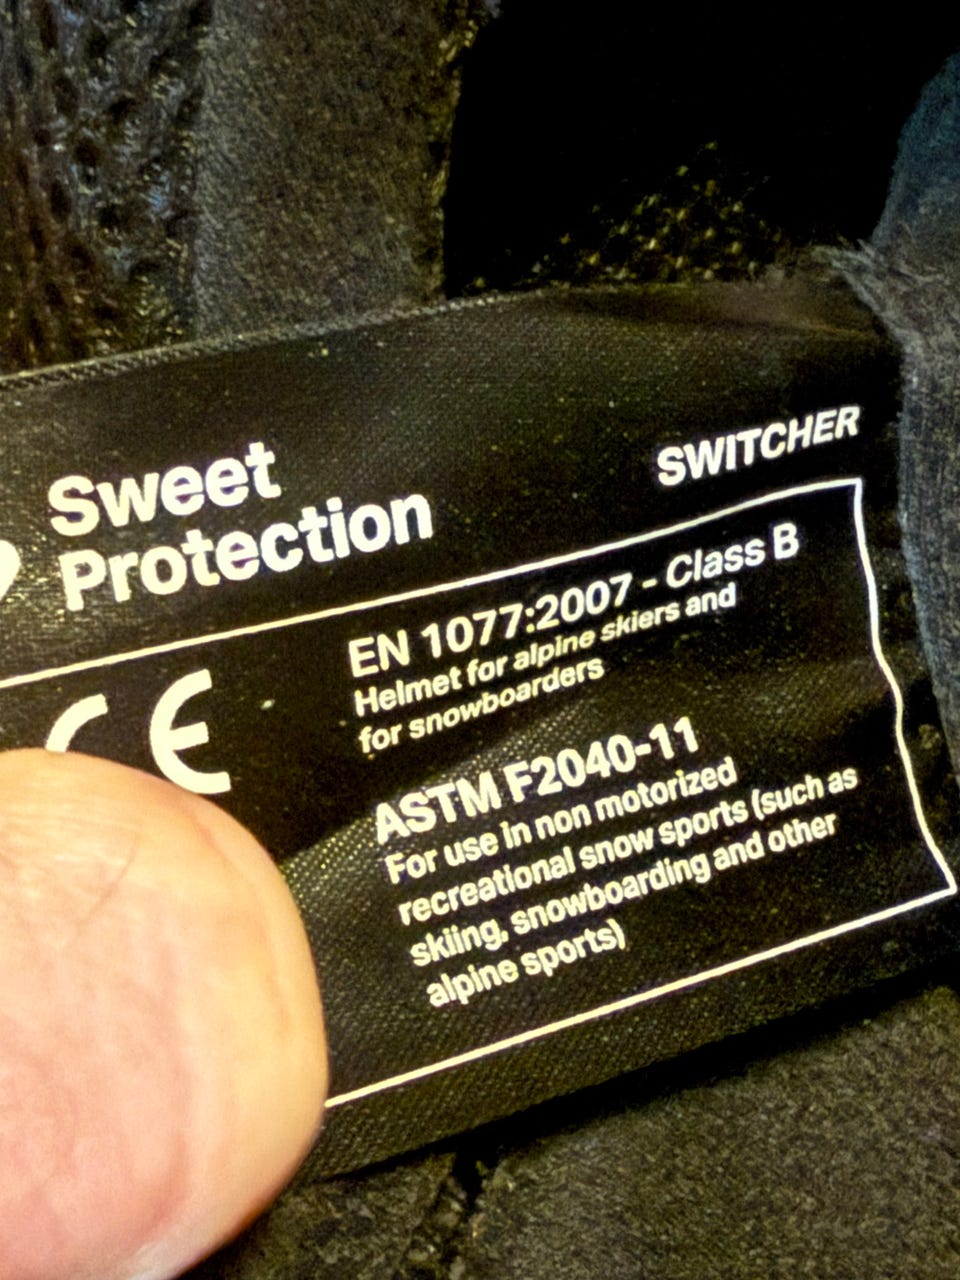 Sweet
Protection
SWITCHER
CE
EN 1077:2007 - Class B
Helmet for alpine skiers and
for snowboarders
ASTM F2040-11
For use in non motorized
recreational snow sports (such as
skiing, snowboarding and other
alpine sports)